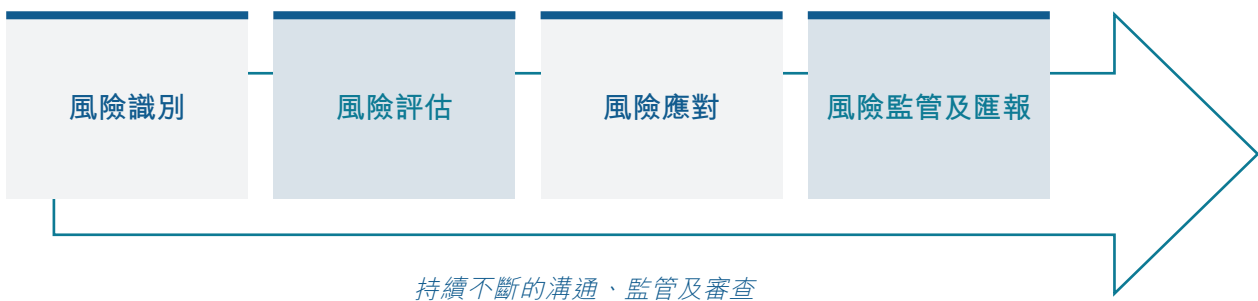 風險識別
風險評估
風險應對
風險監管及匯報
持續不斷的溝通、監管及審查